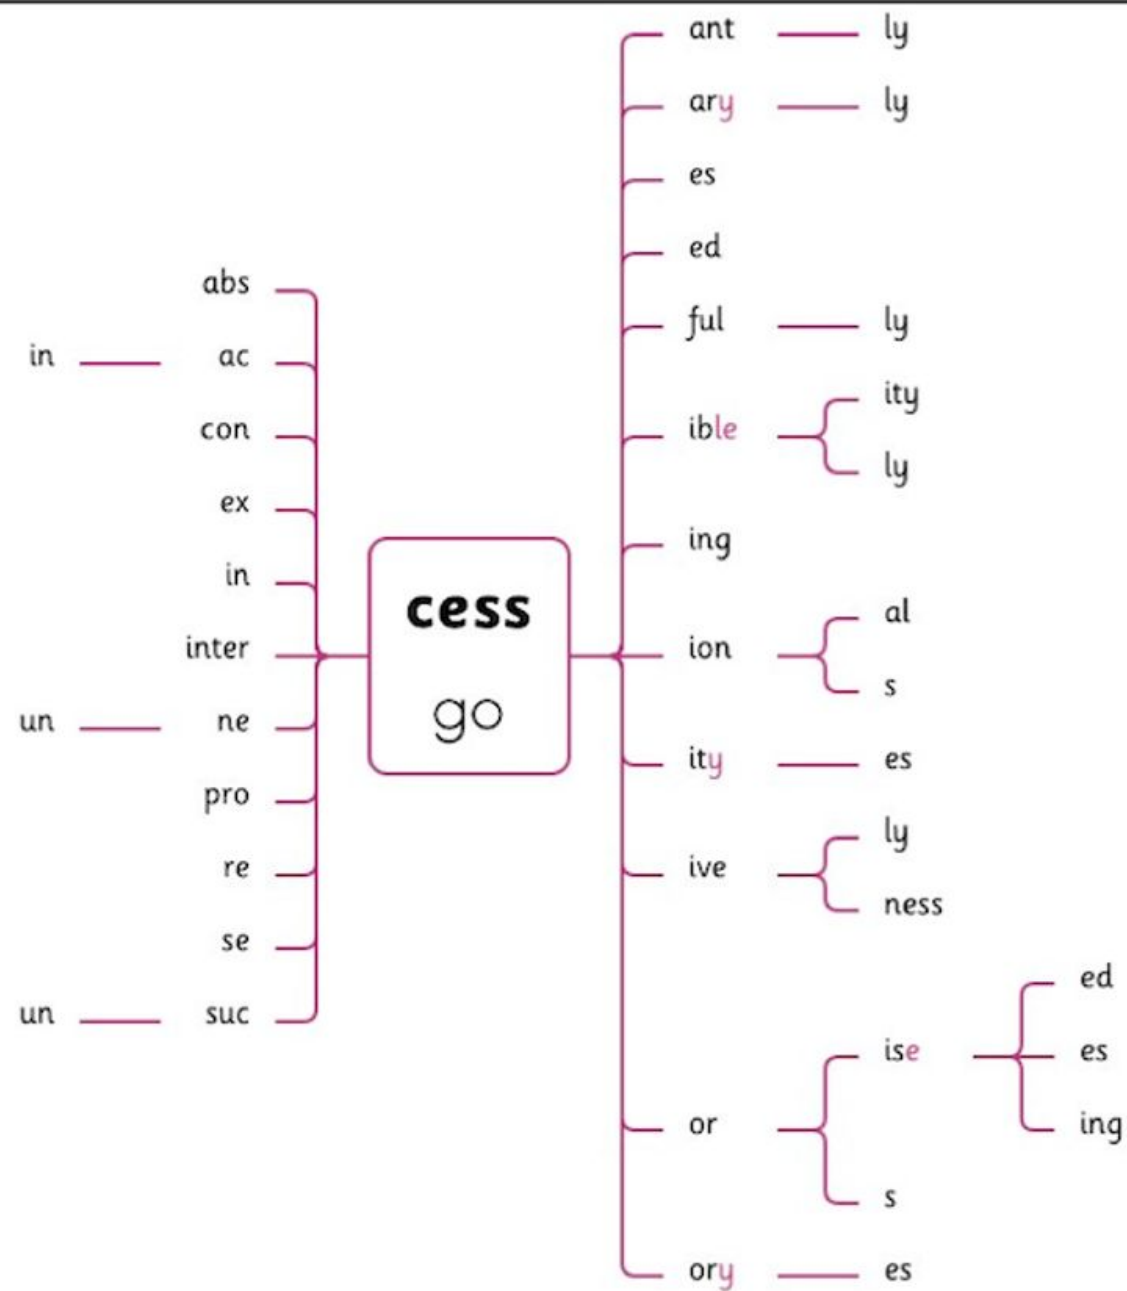 ant ly
ary ly
es
ed
abs
ful ly
in ac
ity
con
ible
ly
ex
ing
in
cess
al
inter
ion
s
go
un ne
ity es
pro
ly
re
ive
ness
se
ed
un suc
ise es
or
ing
s
ory es